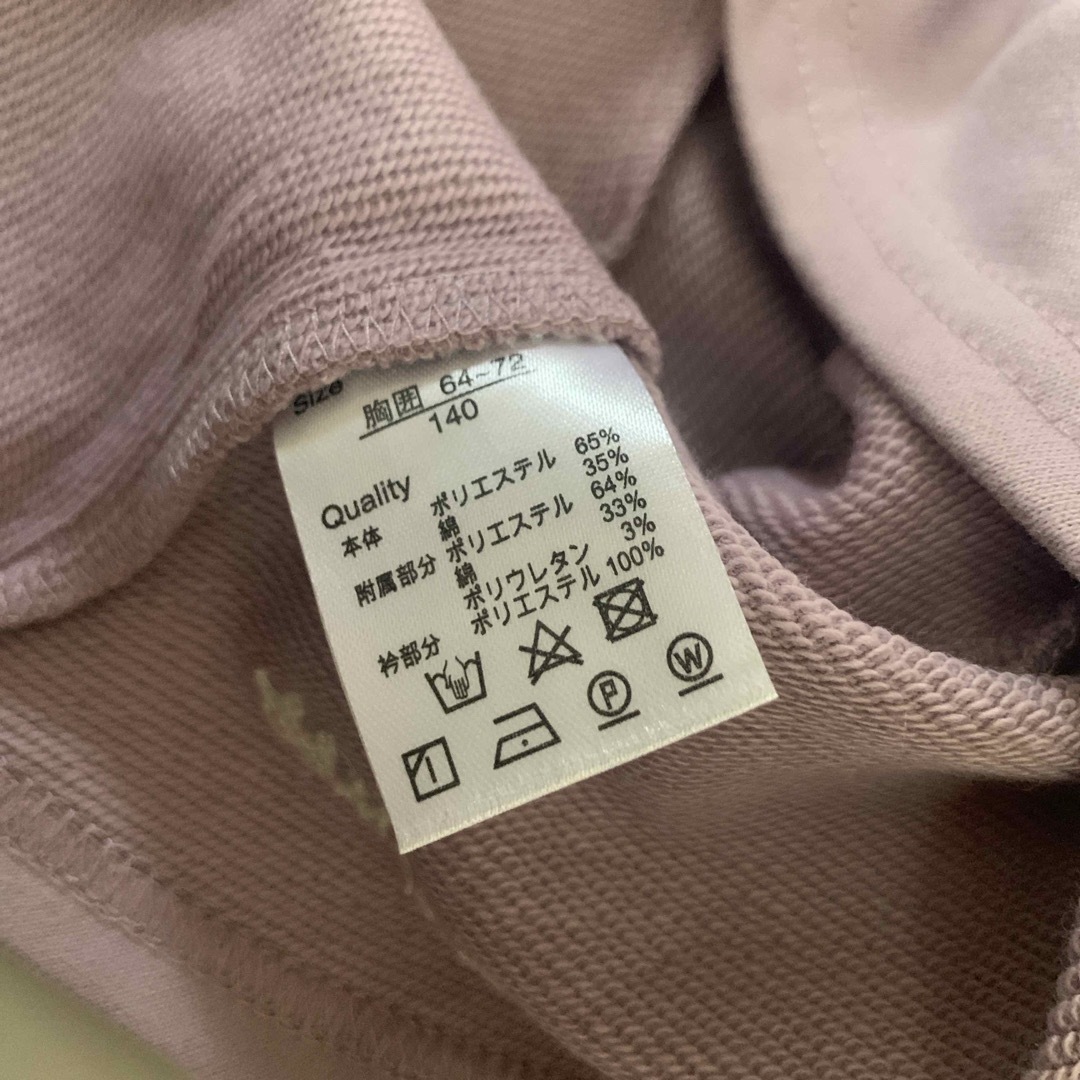 Size 胸囲 64~72
140
Quality
本体 ポリエステル 65%
綿 35%
附属部分 ポリエステル 64%
綿 33%
ポリウレタン 3%
衿部分 ポリエステル 100%
P W